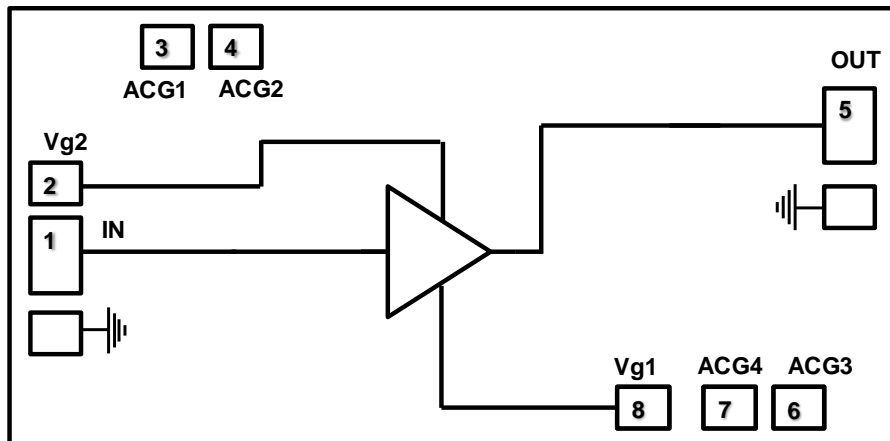 3 4
ACG1 ACG2
OUT
5
Vg2
2
1 IN
Vg1 ACG4 ACG3
8 7 6